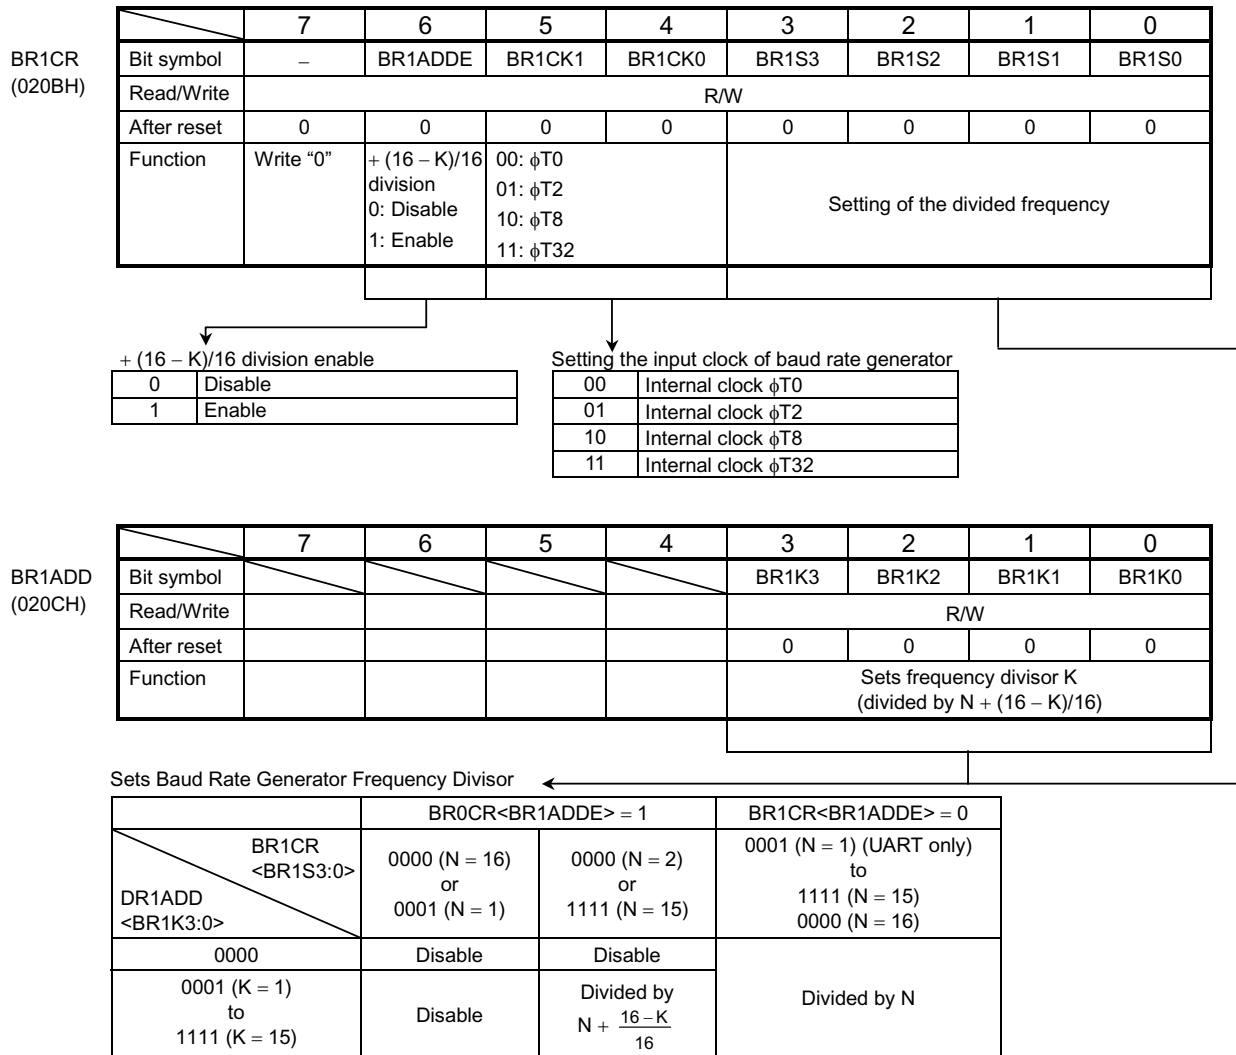 7 6 5 4 3 2 1 0
BR1CR
(020BH)
Bit symbol – BR1ADDE BR1CK1 BR1CK0 BR1S3 BR1S2 BR1S1 BR1S0
Read/Write R/W
After reset 0 0 0 0 0 0 0 0
Function Write “0” + (16 – K)/16 division 0: Disable 1: Enable 00: ϕT0 01: ϕT2 10: ϕT8 11: ϕT32 Setting of the divided frequency
+ (16 – K)/16 division enable
0 Disable
1 Enable
Setting the input clock of baud rate generator
00 Internal clock ϕT0
01 Internal clock ϕT2
10 Internal clock ϕT8
11 Internal clock ϕT32
7 6 5 4 3 2 1 0
BR1ADD
(020CH)
Bit symbol BR1K3 BR1K2 BR1K1 BR1K0
Read/Write R/W
After reset 0 0 0 0
Function Sets frequency divisor K
(divided by N + (16 – K)/16)
Sets Baud Rate Generator Frequency Divisor
BR0CR<BR1ADDE> = 1 BR1CR<BR1ADDE> = 0
BR1CR
<BR1S3:0>
DR1ADD
<BR1K3:0>
0000 (N = 16)
or
0001 (N = 1)
0000 (N = 2)
or
1111 (N = 15)
0001 (N = 1) (UART only)
to
1111 (N = 15)
0000 (N = 16)
0000 Disable Disable
0001 (K = 1)
to
1111 (K = 15)
Disable
Divided by
N + 16 – K
16
Divided by N